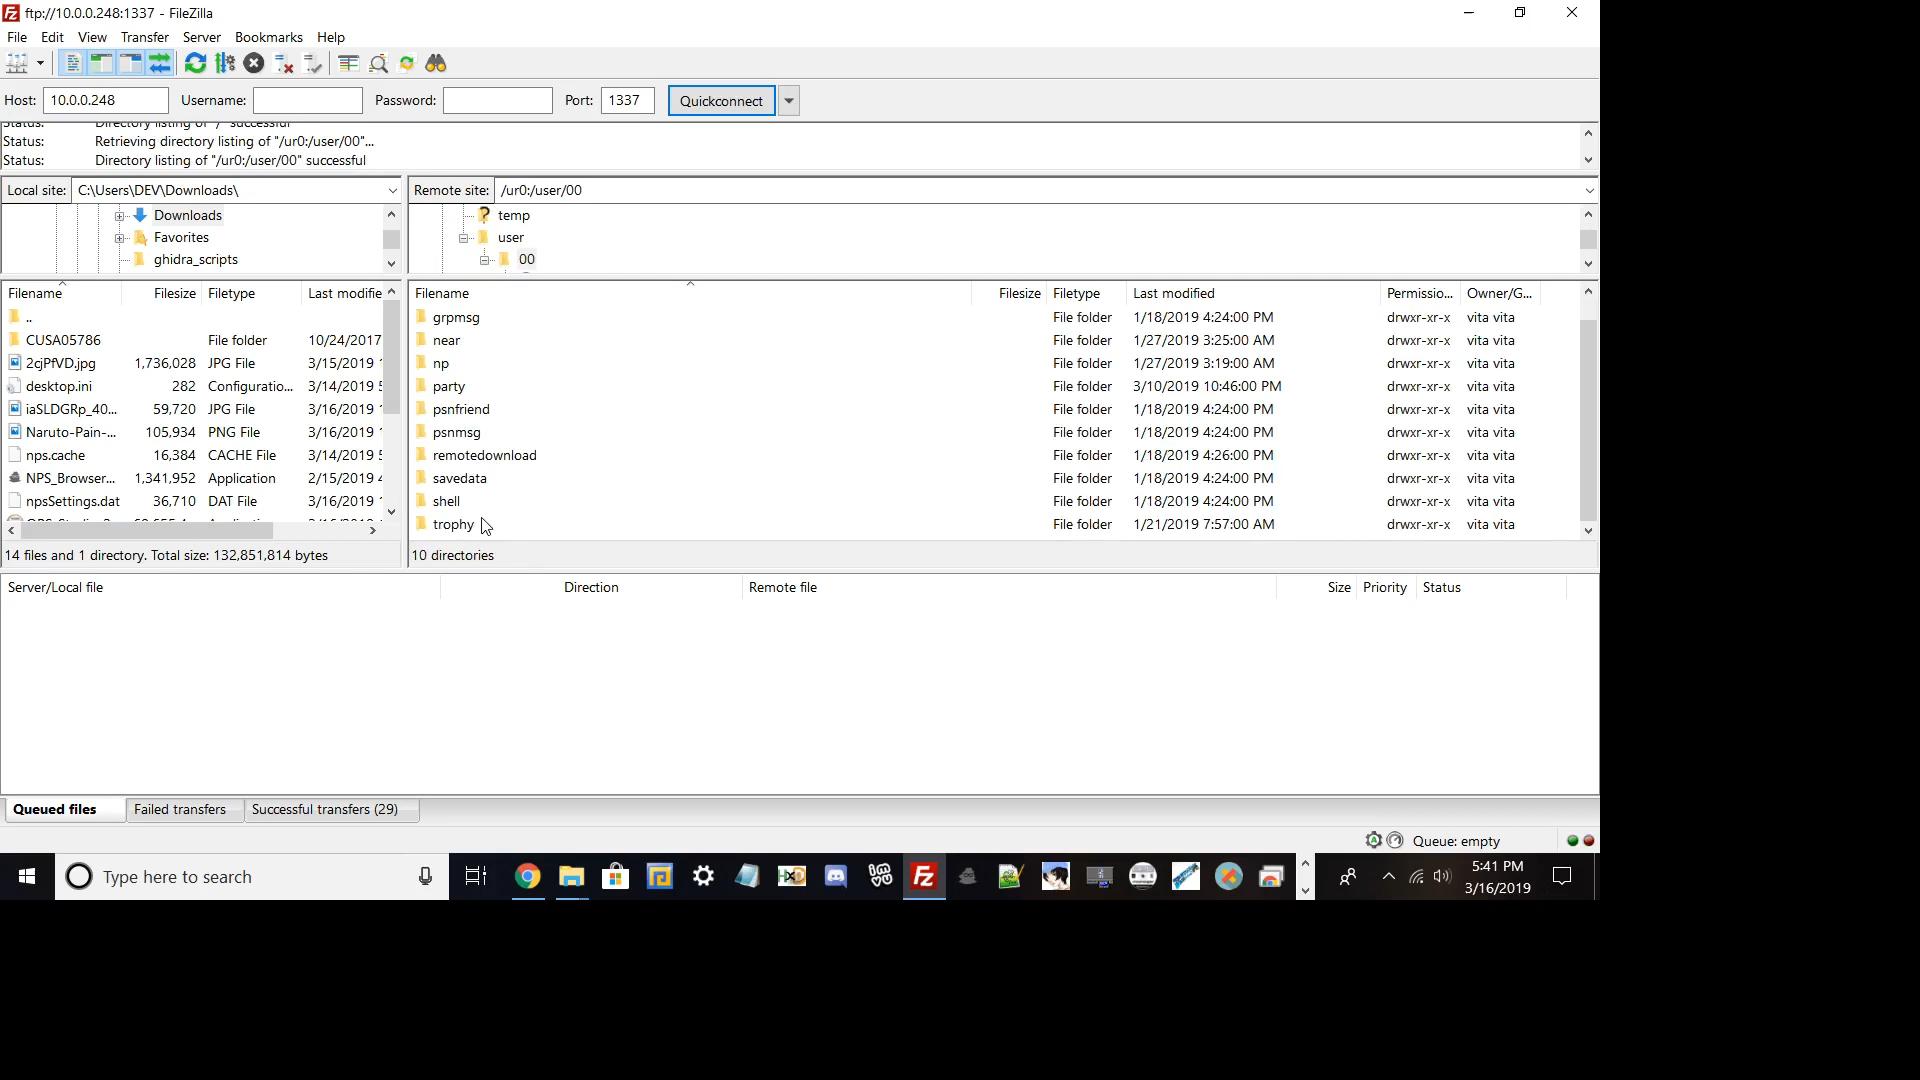 ftp://10.0.0.248:1337 - FileZilla
File Edit View Transfer Server Bookmarks Help
Host: 10.0.0.248 Username: Password: Port: 1337 Quickconnect
Status: Directory listing of "/" successful
Status: Retrieving directory listing of "/ur0:/user/00"...
Status: Directory listing of "/ur0:/user/00" successful
Local site: C:\Users\DEV\Downloads\
Downloads
Favorites
ghidra_scripts
Remote site: /ur0:/user/00
temp
user
00
Filename Filesize Filetype Last modifie
..
CUSA05786 File folder 10/24/2017
2cjPfVD.jpg 1,736,028 JPG File 3/15/2019
desktop.ini 282 Configuratio... 3/14/2019
iaSLDGRp_40... 59,720 JPG File 3/16/2019
Naruto-Pain-... 105,934 PNG File 3/16/2019
nps.cache 16,384 CACHE File 3/14/2019
NPS_Browser... 1,341,952 Application 2/15/2019
npsSettings.dat 36,710 DAT File 3/16/2019
14 files and 1 directory. Total size: 132,851,814 bytes
Filename Filesize Filetype Last modified Permissio... Owner/G...
grpmsg File folder 1/18/2019 4:24:00 PM drwxr-xr-x vita vita
near File folder 1/27/2019 3:25:00 AM drwxr-xr-x vita vita
np File folder 1/27/2019 3:19:00 AM drwxr-xr-x vita vita
party File folder 3/10/2019 10:46:00 PM drwxr-xr-x vita vita
psnfriend File folder 1/18/2019 4:24:00 PM drwxr-xr-x vita vita
psnmsg File folder 1/18/2019 4:24:00 PM drwxr-xr-x vita vita
remotedownload File folder 1/18/2019 4:26:00 PM drwxr-xr-x vita vita
savedata File folder 1/18/2019 4:24:00 PM drwxr-xr-x vita vita
shell File folder 1/18/2019 4:24:00 PM drwxr-xr-x vita vita
trophy File folder 1/21/2019 7:57:00 AM drwxr-xr-x vita vita
10 directories
Server/Local file Direction Remote file Size Priority Status
Queued files Failed transfers Successful transfers (29)
Queue: empty
Type here to search
5:41 PM
3/16/2019